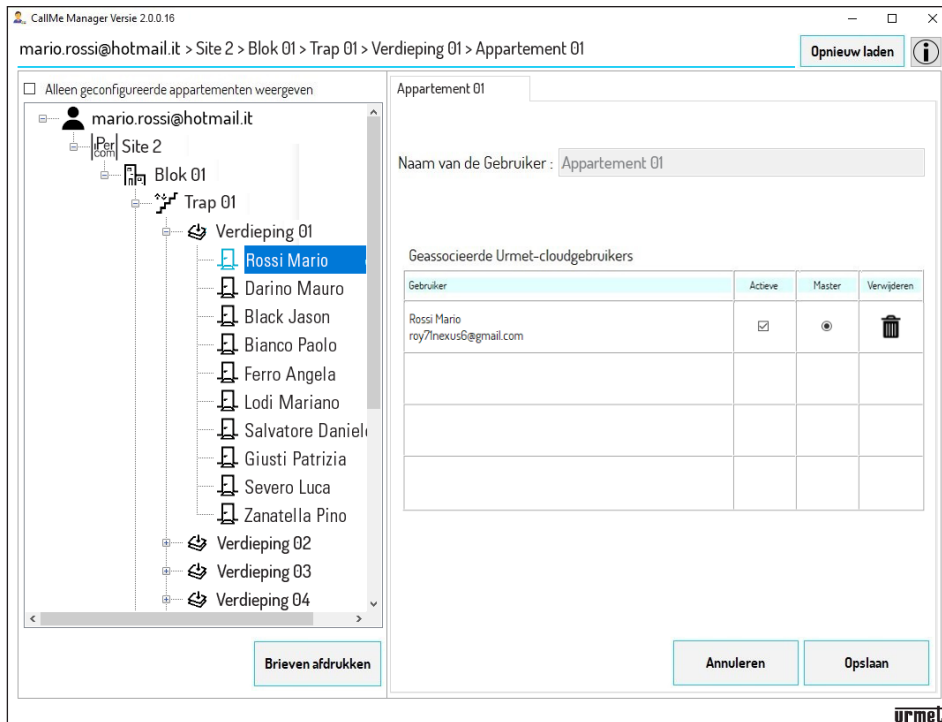 CallMe Manager Versie 2.0.0.16
mario.rossi@hotmail.it > Site 2 > Blok 01 > Trap 01 > Verdieping 01 > Appartement 01
Opnieuw laden
Alleen geconfigureerde appartementen weergeven
mario.rossi@hotmail.it
iPer com Site 2
Blok 01
Trap 01
Verdieping 01
Rossi Mario
Darino Mauro
Black Jason
Bianco Paolo
Ferro Angela
Lodi Mariano
Salvatore Daniel
Giusti Patrizia
Severo Luca
Zanatella Pino
Verdieping 02
Verdieping 03
Verdieping 04
Brieven afdrukken
Appartement 01
Naam van de Gebruiker : Appartement 01
Geassocieerde Urmet-cloudgebruikers
Gebruiker Actieve Master Verwijderen
Rossi Mario
roy71nexus6@gmail.com
Annuleren Opslaan
urmet